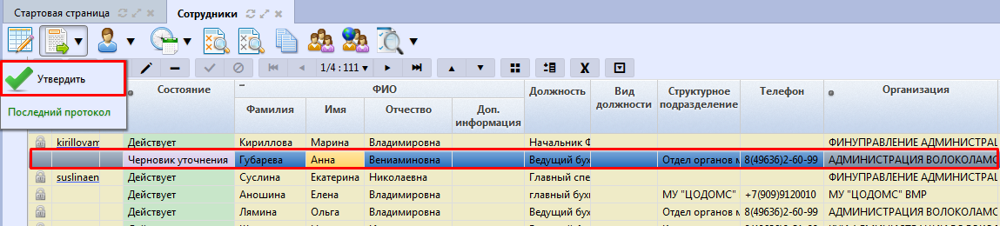 Стартовая страница Сотрудники
Утвердить
1/4 : 111
Последний протокол
Состояние ФИО Должность Вид должности Структурное подразделение Телефон Организация
Фамилия Имя Отчество Доп. информация
kirillovam Действует Кириллова Марина Владимировна Начальник Ф ФИНУПРАВЛЕНИЕ АДМИНИСТРАЦ
Черновик уточнения Губарева Анна Вениаминовна Ведущий бух Отдел органов м 8(49636)2-60-99 АДМИНИСТРАЦИЯ ВОЛОКОЛАМС
suslinaen Действует Суслина Екатерина Николаевна Главный спе ФИНУПРАВЛЕНИЕ АДМИНИСТРАЦ
Действует Аношина Елена Владимировна главный бух МУ "ЦОДОМС" +7(909)9120010 МУ "ЦОДОМС" ВМР
Действует Лямина Ольга Владимировна Ведущий бух Отдел органов м 8(49636)2-60-99 АДМИНИСТРАЦИЯ ВОЛОКОЛАМС